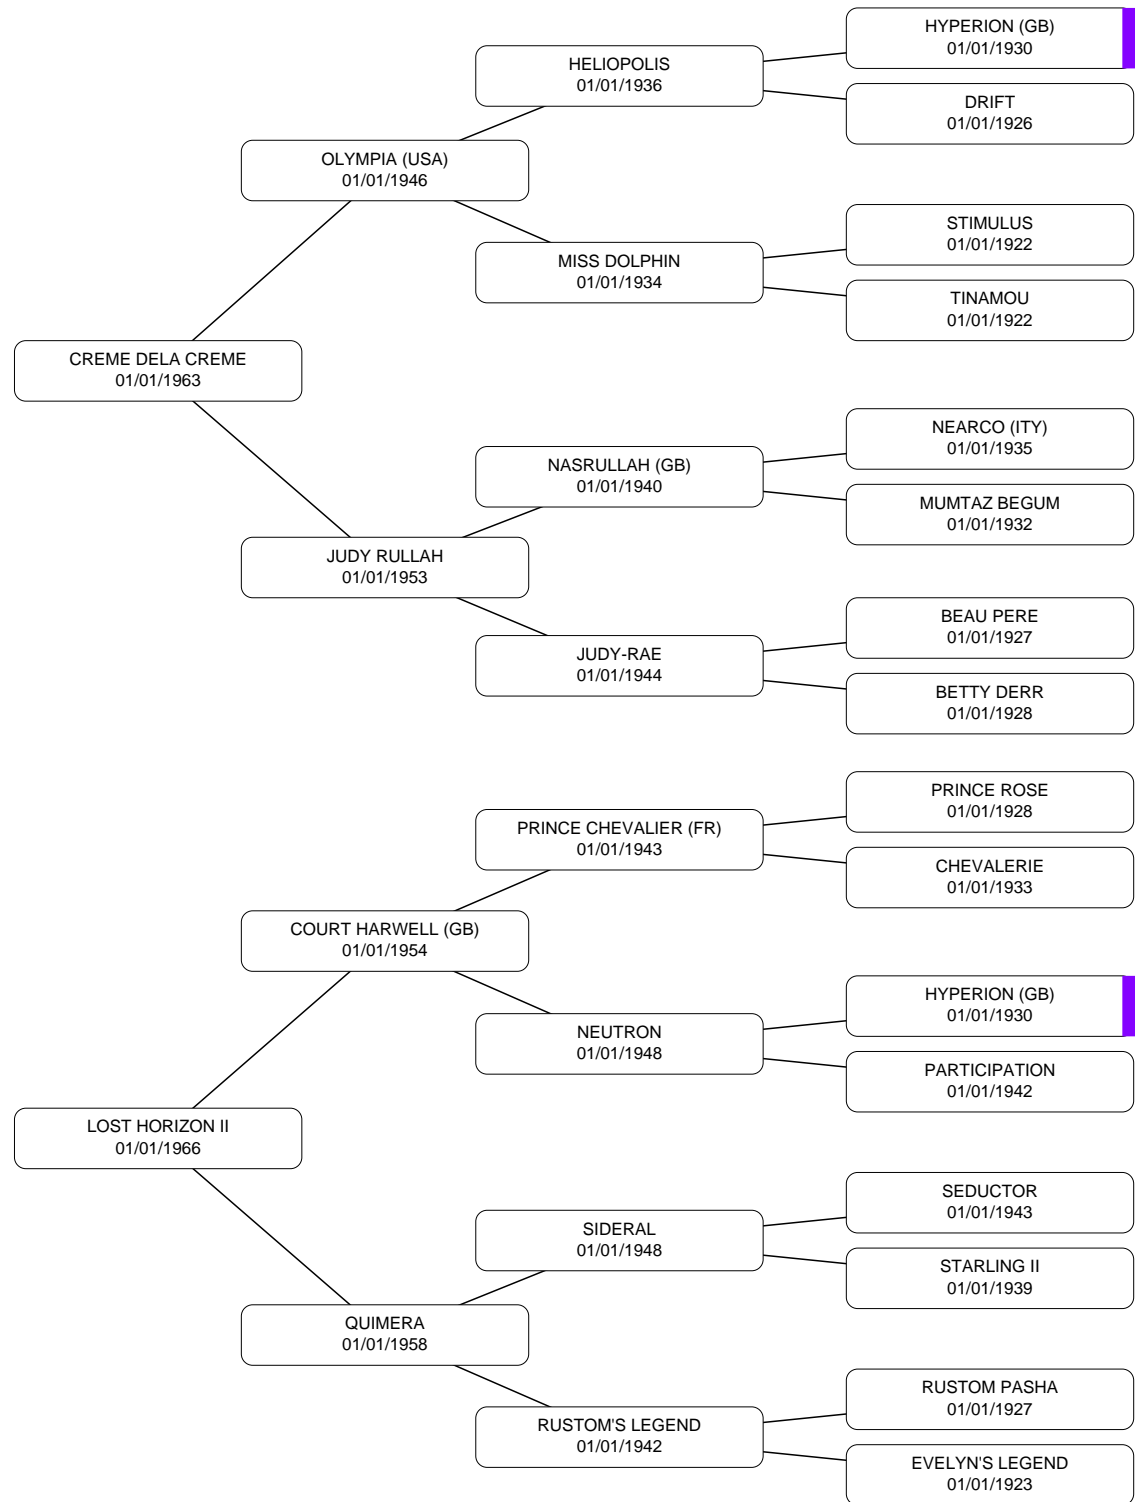 HYPERION (GB)
01/01/1930
HELIOPOLIS
01/01/1936
DRIFT
01/01/1926
OLYMPIA (USA)
01/01/1946
STIMULUS
01/01/1922
MISS DOLPHIN
01/01/1934
TINAMOU
01/01/1922
CREME DELA CREME
01/01/1963
NEARCO (ITY)
01/01/1935
NASRULLAH (GB)
01/01/1940
MUMTAZ BEGUM
01/01/1932
JUDY RULLAH
01/01/1953
BEAU PERE
01/01/1927
JUDY-RAE
01/01/1944
BETTY DERR
01/01/1928
PRINCE ROSE
01/01/1928
PRINCE CHEVALIER (FR)
01/01/1943
CHEVALERIE
01/01/1933
COURT HARWELL (GB)
01/01/1954
HYPERION (GB)
01/01/1930
NEUTRON
01/01/1948
PARTICIPATION
01/01/1942
LOST HORIZON II
01/01/1966
SEDUCTOR
01/01/1943
SIDERAL
01/01/1948
STARLING II
01/01/1939
QUIMERA
01/01/1958
RUSTOM PASHA
01/01/1927
RUSTOM'S LEGEND
01/01/1942
EVELYN'S LEGEND
01/01/1923